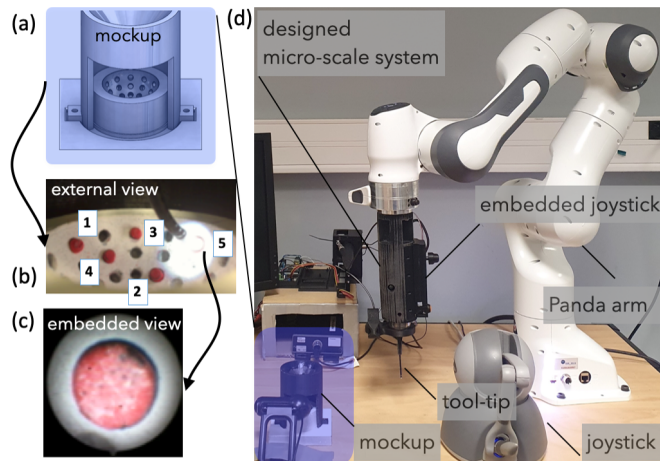 (a)
mockup
external view
1
3
5
4
2
(b)
(c)
embedded view
(d)
designed
micro-scale system
embedded joystick
Panda arm
tool-tip
mockup
joystick